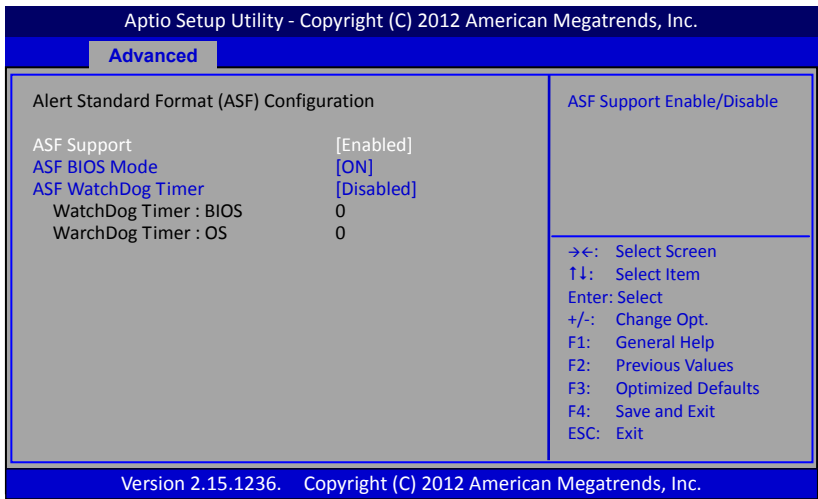 Aptio Setup Utility - Copyright (C) 2012 American Megatrends, Inc.
Advanced
Alert Standard Format (ASF) Configuration
ASF Support [Enabled]
ASF BIOS Mode [ON]
ASF WatchDog Timer [Disabled]
WatchDog Timer : BIOS 0
WarchDog Timer : OS 0
ASF Support Enable/Disable
→←: Select Screen
↑↓: Select Item
Enter: Select
+/-: Change Opt.
F1: General Help
F2: Previous Values
F3: Optimized Defaults
F4: Save and Exit
ESC: Exit
Version 2.15.1236. Copyright (C) 2012 American Megatrends, Inc.